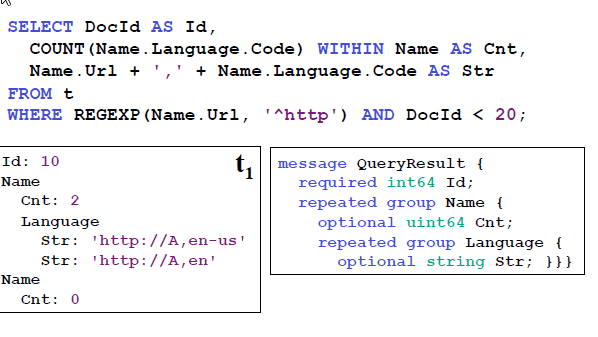 SELECT DocId AS Id,
COUNT(Name.Language.Code) WITHIN Name AS Cnt,
Name.Url + ',' + Name.Language.Code AS Str
FROM t
WHERE REGEXP(Name.Url, '^http') AND DocId < 20;
Id: 10
t1
Name
Cnt: 2
Language
Str: 'http://A,en-us'
Str: 'http://A,en'
Name
Cnt: 0
message QueryResult {
required int64 Id;
repeated group Name {
optional uint64 Cnt;
repeated group Language {
optional string Str; }}}